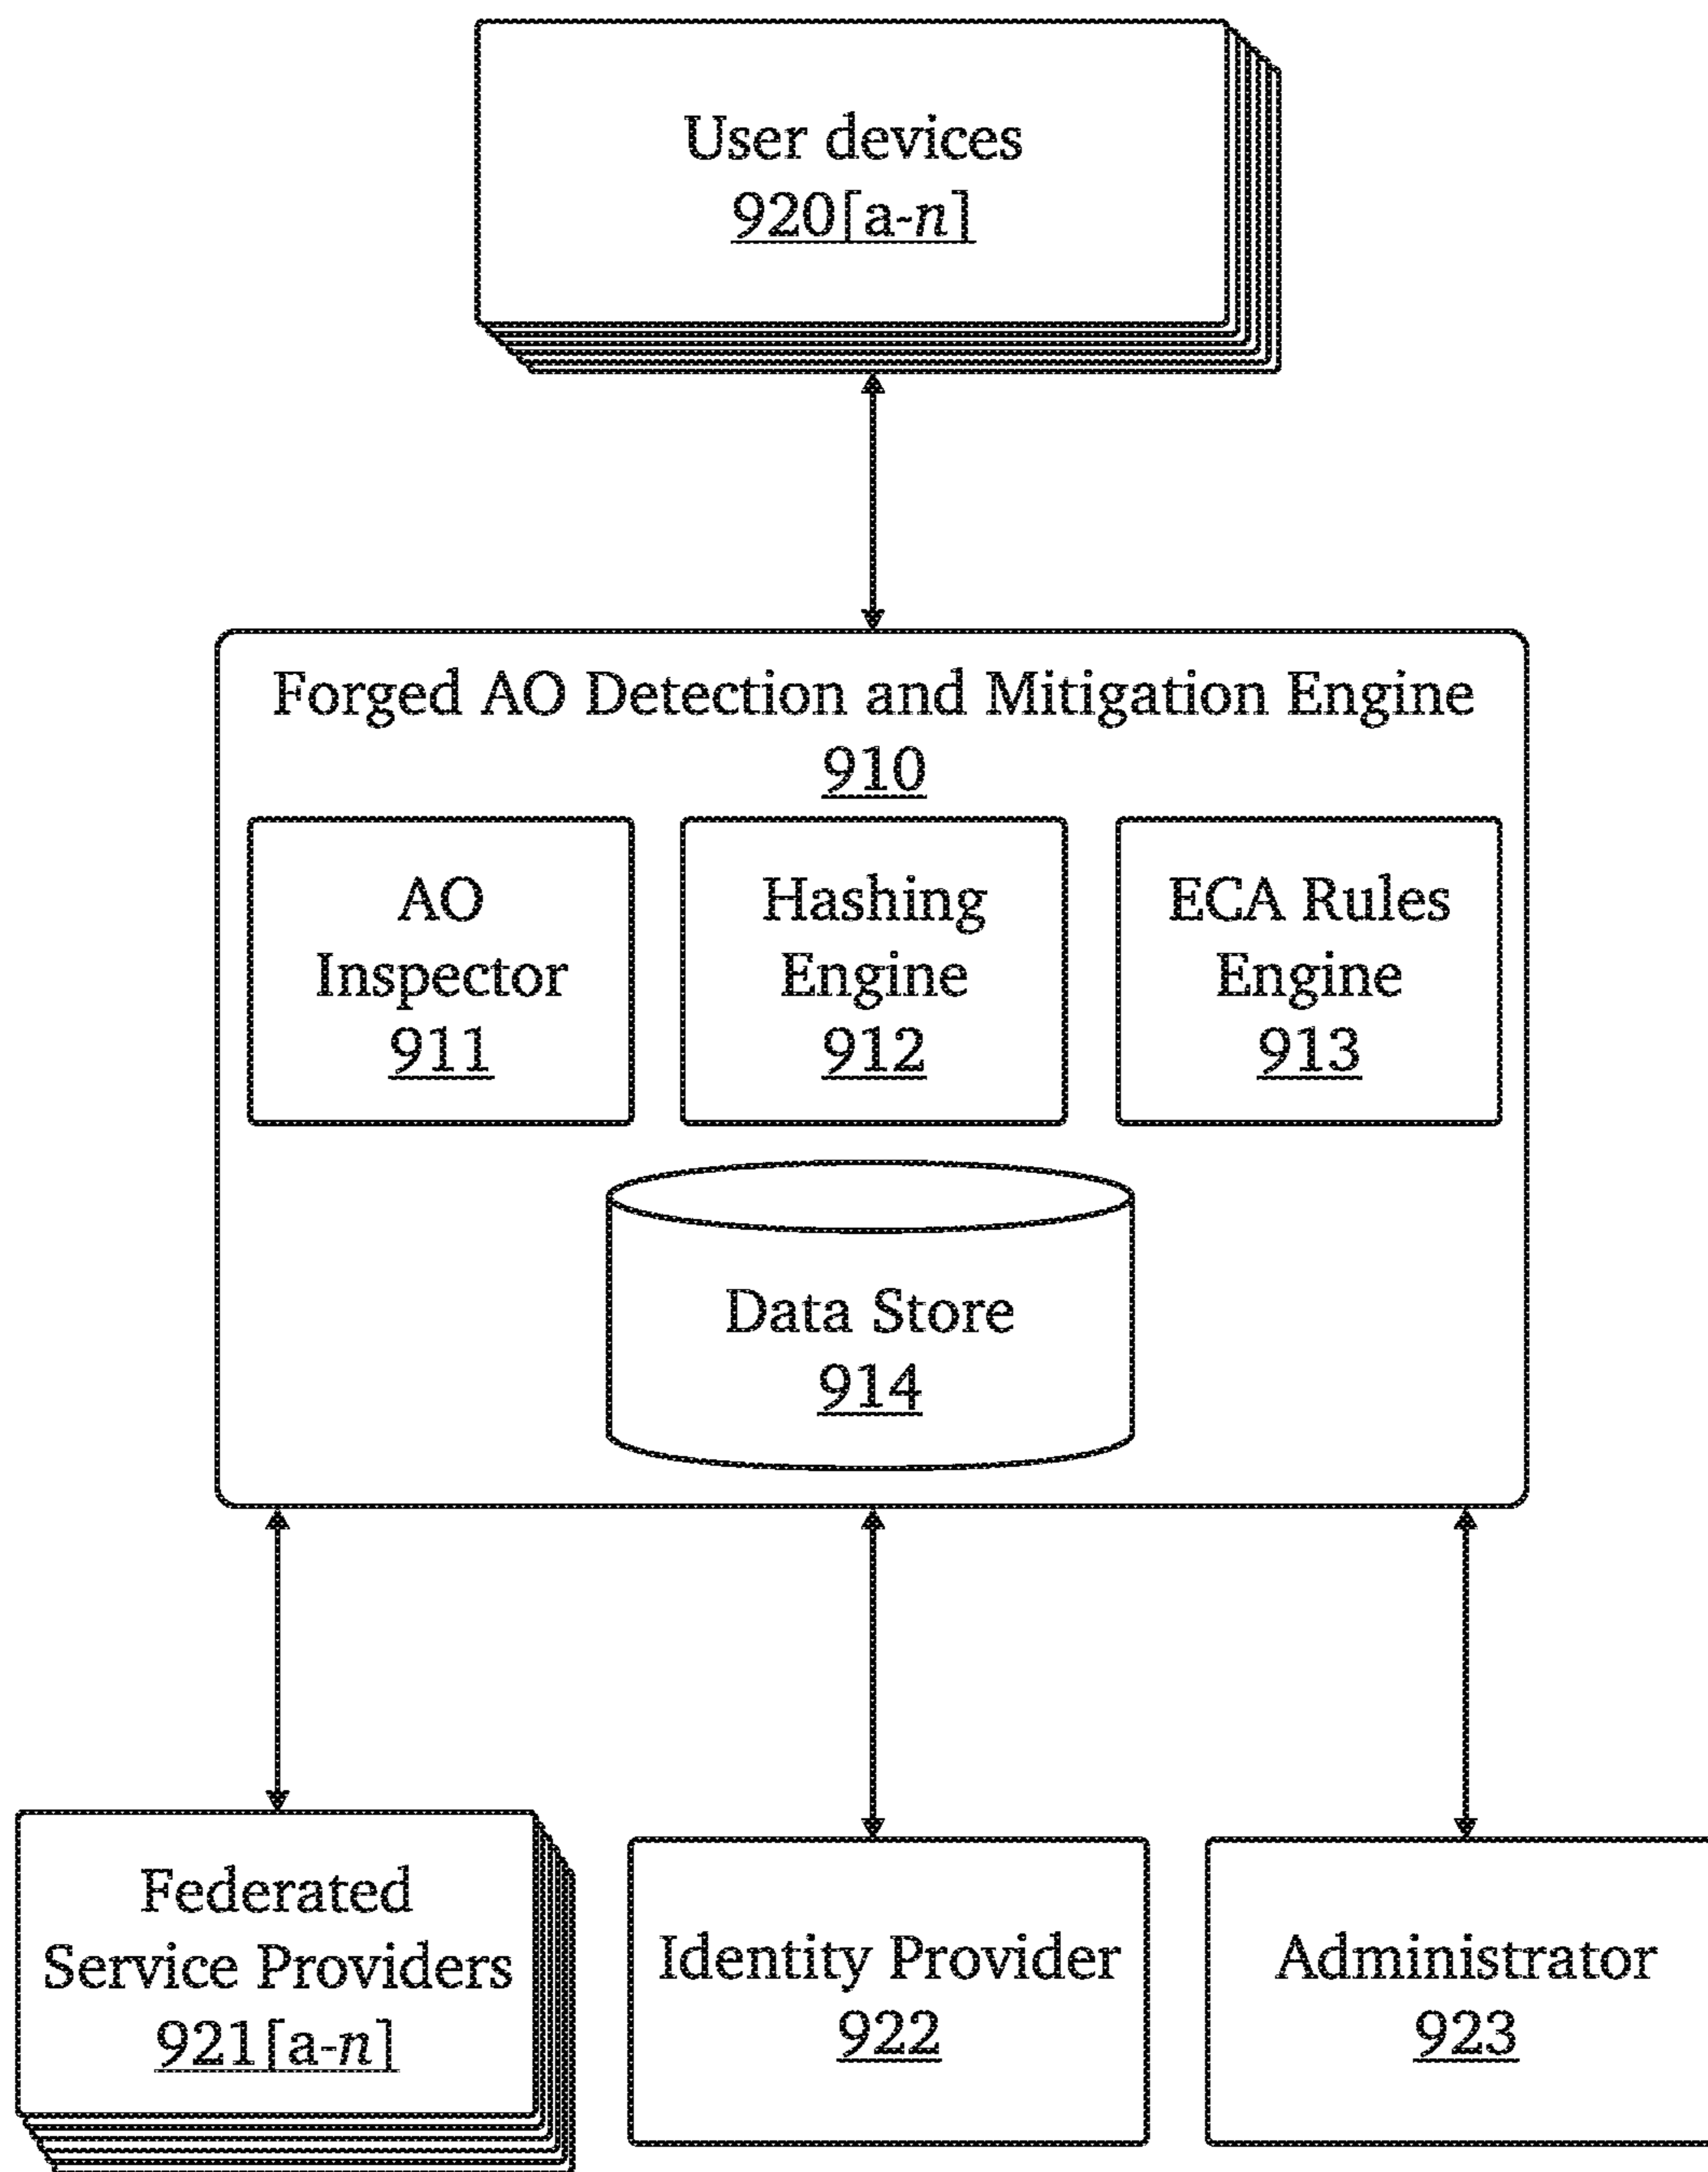 User devices
920[a-n]
Forged AO Detection and Mitigation Engine
910
AO
Inspector
911
Hashing
Engine
912
ECA Rules
Engine
913
Data Store
914
Federated
Service Providers
921[a-n]
Identity Provider
922
Administrator
923